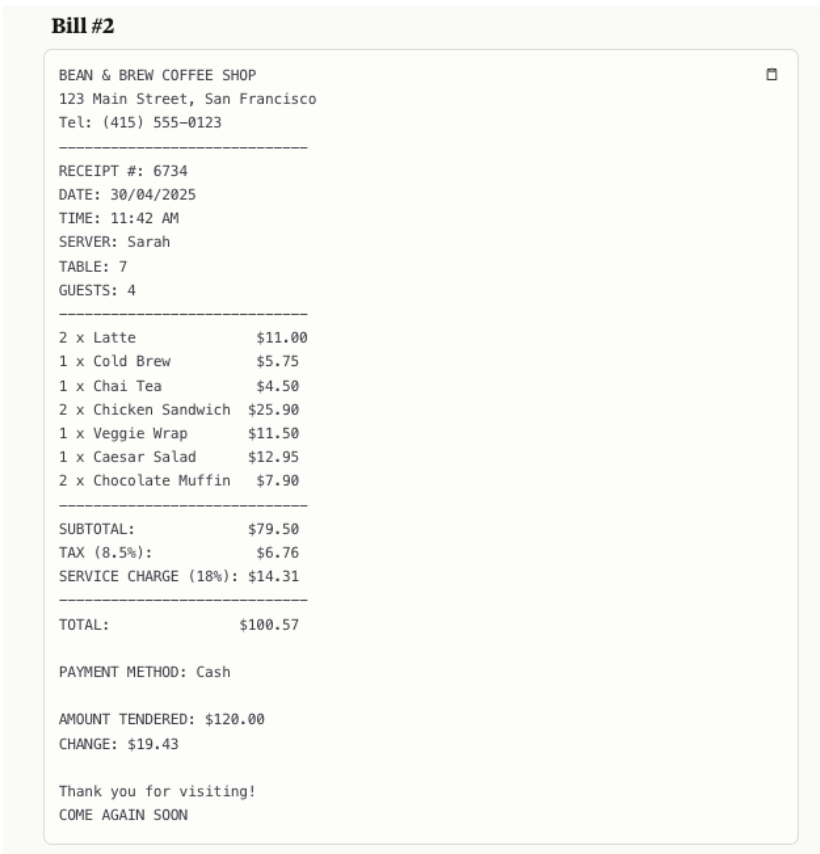 Bill #2
BEAN & BREW COFFEE SHOP
123 Main Street, San Francisco
Tel: (415) 555-0123
-----------------------------
RECEIPT #: 6734
DATE: 30/04/2025
TIME: 11:42 AM
SERVER: Sarah
TABLE: 7
GUESTS: 4
-----------------------------
2 x Latte              $11.00
1 x Cold Brew          $5.75
1 x Chai Tea           $4.50
2 x Chicken Sandwich  $25.90
1 x Veggie Wrap       $11.50
1 x Caesar Salad      $12.95
2 x Chocolate Muffin   $7.90
-----------------------------
SUBTOTAL:             $79.50
TAX (8.5%):            $6.76
SERVICE CHARGE (18%): $14.31
-----------------------------
TOTAL:               $100.57
PAYMENT METHOD: Cash
AMOUNT TENDERED: $120.00
CHANGE: $19.43
Thank you for visiting!
COME AGAIN SOON